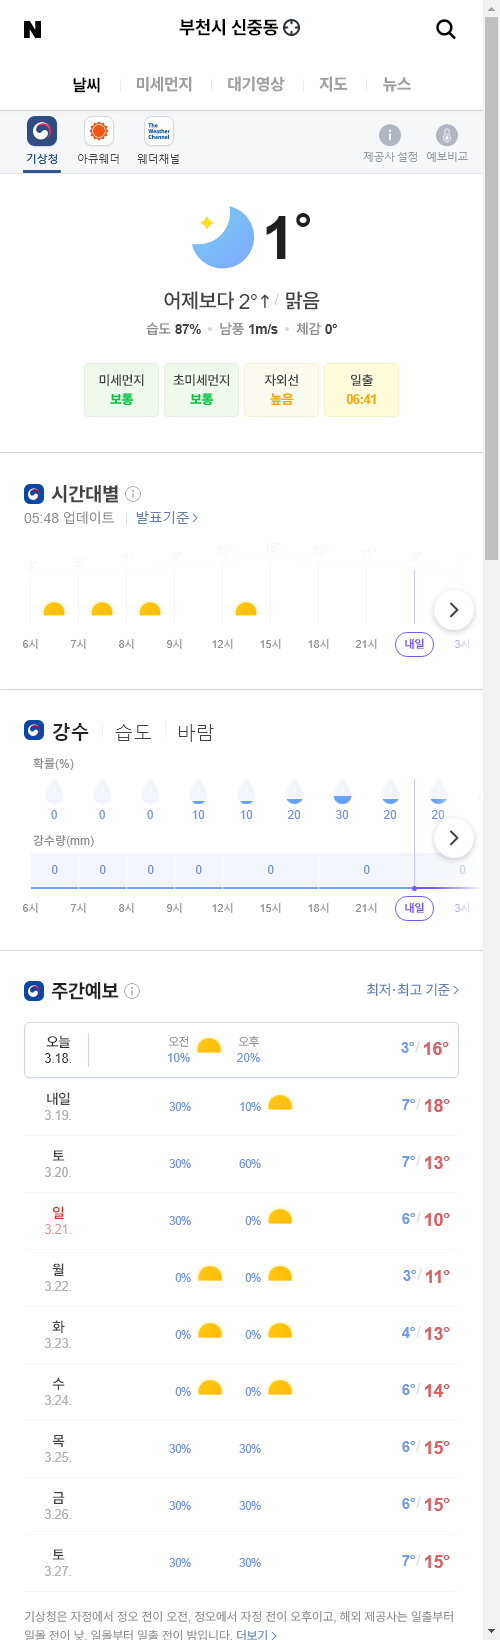 N
부천시 신중동
날씨 미세먼지 대기영상 지도 뉴스
The Weather Channel
기상청 아큐웨더 웨더채널 제공사 설정 예보비교
1°
어제보다 2°↑ / 맑음
습도 87% • 남풍 1m/s • 체감 0°
미세먼지 초미세먼지 자외선 일출
보통 보통 높음 06:41
시간대별
05:48 업데이트 발표기준 >
3° 5° 7° 9° 13° 15° 13° 11° 9°
6시 7시 8시 9시 12시 15시 18시 21시 내일 3시
강수 습도 바람
확률(%)
0 0 0 10 10 20 30 20 20
강수량(mm)
0 0 0 0 0 0 0
6시 7시 8시 9시 12시 15시 18시 21시 내일 3시
주간예보 최저·최고 기준 >
오늘 3.18. 오전 10% 오후 20% 3° / 16°
내일 3.19. 30% 10% 7° / 18°
토 3.20. 30% 60% 7° / 13°
일 3.21. 30% 0% 6° / 10°
월 3.22. 0% 0% 3° / 11°
화 3.23. 0% 0% 4° / 13°
수 3.24. 0% 0% 6° / 14°
목 3.25. 30% 30% 6° / 15°
금 3.26. 30% 30% 6° / 15°
토 3.27. 30% 30% 7° / 15°
기상청은 자정에서 정오 전이 오전, 정오에서 자정 전이 오후이고, 해외 제공사는 일출부터
일몰 전이 낮, 일몰부터 일출 전이 밤입니다. 더보기 >